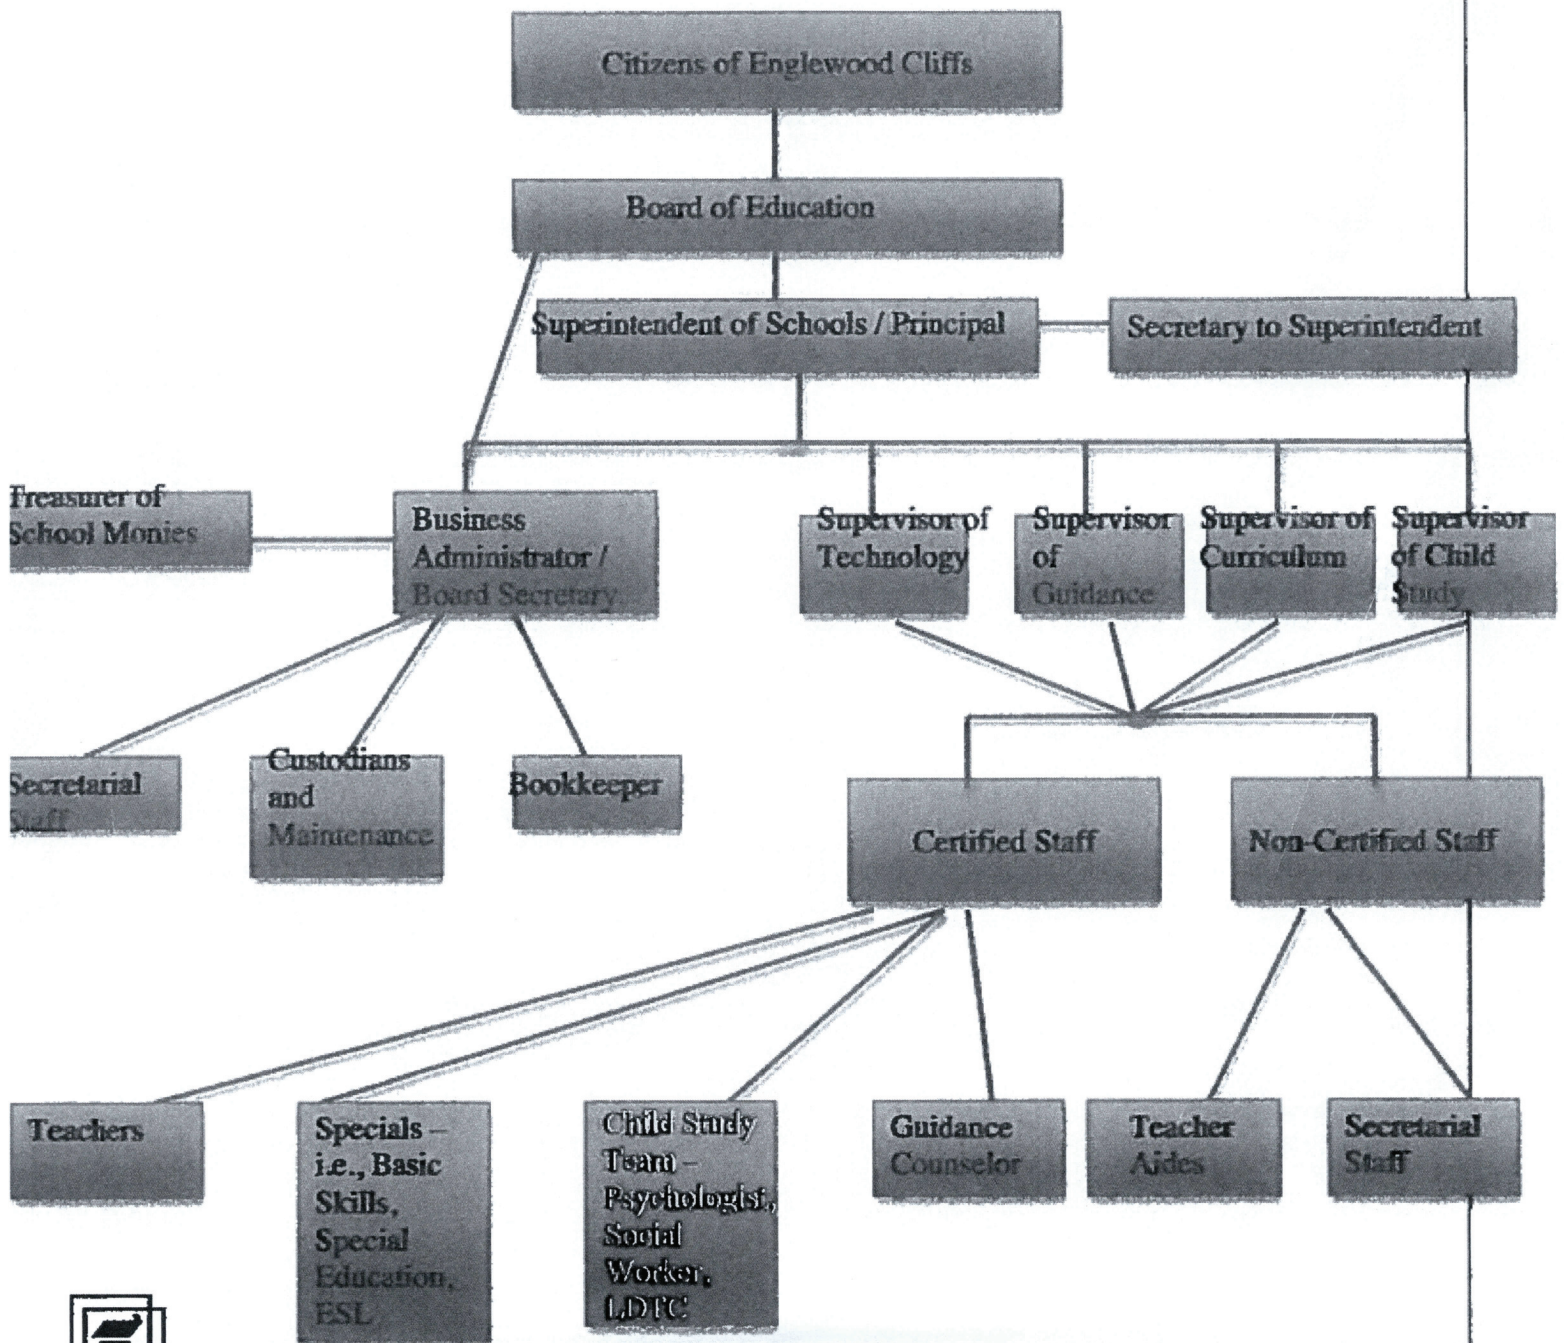 Citizens of Englewood Cliffs
Board of Education
Superintendent of Schools / Principal
Secretary to Superintendent
Treasurer of
School Monies
Business
Administrator /
Board Secretary
Supervisor of
Technology
Supervisor
of
Guidance
Supervisor of
Curriculum
Supervisor
of Child
Study
Secretarial
Staff
Custodians
and
Maintenance
Bookkeeper
Certified Staff
Non-Certified Staff
Teachers
Specials –
i.e., Basic
Skills,
Special
Education,
ESL
Child Study
Team –
Psychologist,
Social
Worker,
LDTC
Guidance
Counselor
Teacher
Aides
Secretarial
Staff